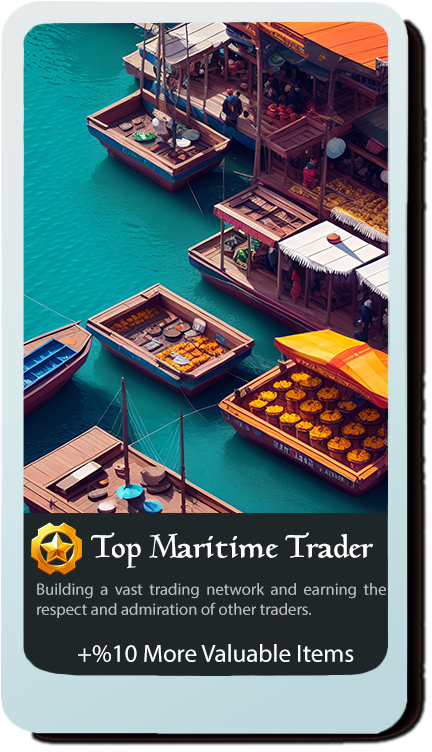 Top Maritime Trader
Building a vast trading network and earning the
respect and admiration of other traders.
+%10 More Valuable Items